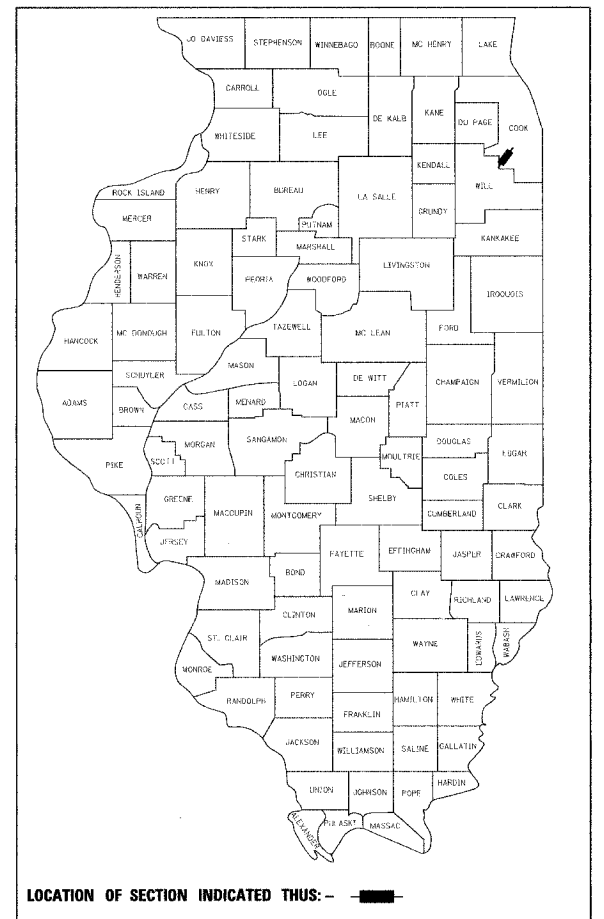 JO DAVIESS STEPHENSON WINNEBAGO BOONE MC HENRY LAKE
CARROLL OGLE DE KALB KANE DU PAGE COOK
WHITESIDE LEE KENDALL WILL
ROCK ISLAND HENRY BUREAU LA SALLE GRUNDY
MERCER PUTNAM KANKAKEE
STARK MARSHALL
HENDERSON WARREN KNOX PEORIA WOODFORD LIVINGSTON IROQUOIS
HANCOCK MC DONOUGH FULTON TAZEWELL MC LEAN FORD
SCHUYLER MASON LOGAN DE WITT CHAMPAIGN VERMILION
ADAMS BROWN CASS MENARD MACON PIATT
PIKE SCOTT MORGAN SANGAMON MOULTRIE DOUGLAS EDGAR
CHRISTIAN COLES
GREENE MACOUPIN MONTGOMERY SHELBY CUMBERLAND CLARK
CALHOUN JERSEY FAYETTE EFFINGHAM JASPER CRAWFORD
MADISON BOND
CLAY RICHLAND LAWRENCE
CLINTON MARION
ST. CLAIR WAYNE EDWARDS WABASH
MONROE WASHINGTON JEFFERSON
RANDOLPH PERRY HAMILTON WHITE
FRANKLIN
JACKSON WILLIAMSON SALINE GALLATIN
UNION JOHNSON POPE HARDIN
ALEXANDER PULASKI MASSAC
LOCATION OF SECTION INDICATED THUS: -